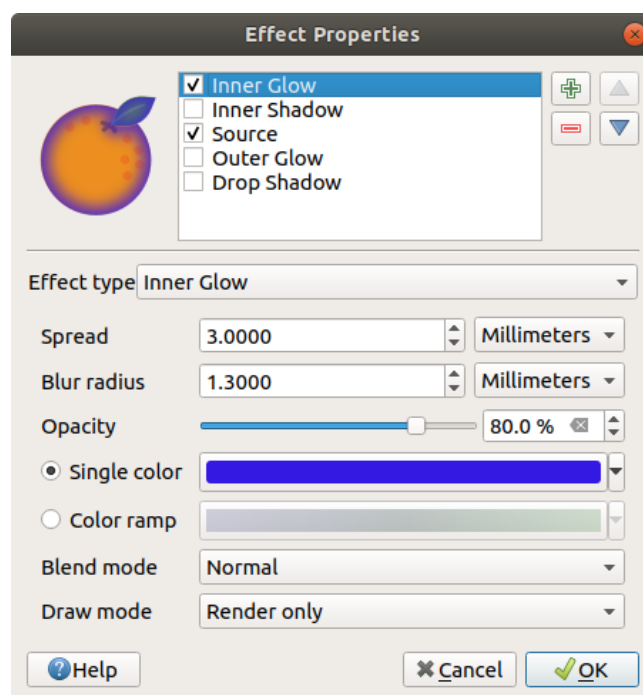 Effect Properties
Inner Glow
Inner Shadow
Source
Outer Glow
Drop Shadow
Effect type Inner Glow
Spread 3.0000 Millimeters
Blur radius 1.3000 Millimeters
Opacity 80.0 %
Single color
Color ramp
Blend mode Normal
Draw mode Render only
Help Cancel OK